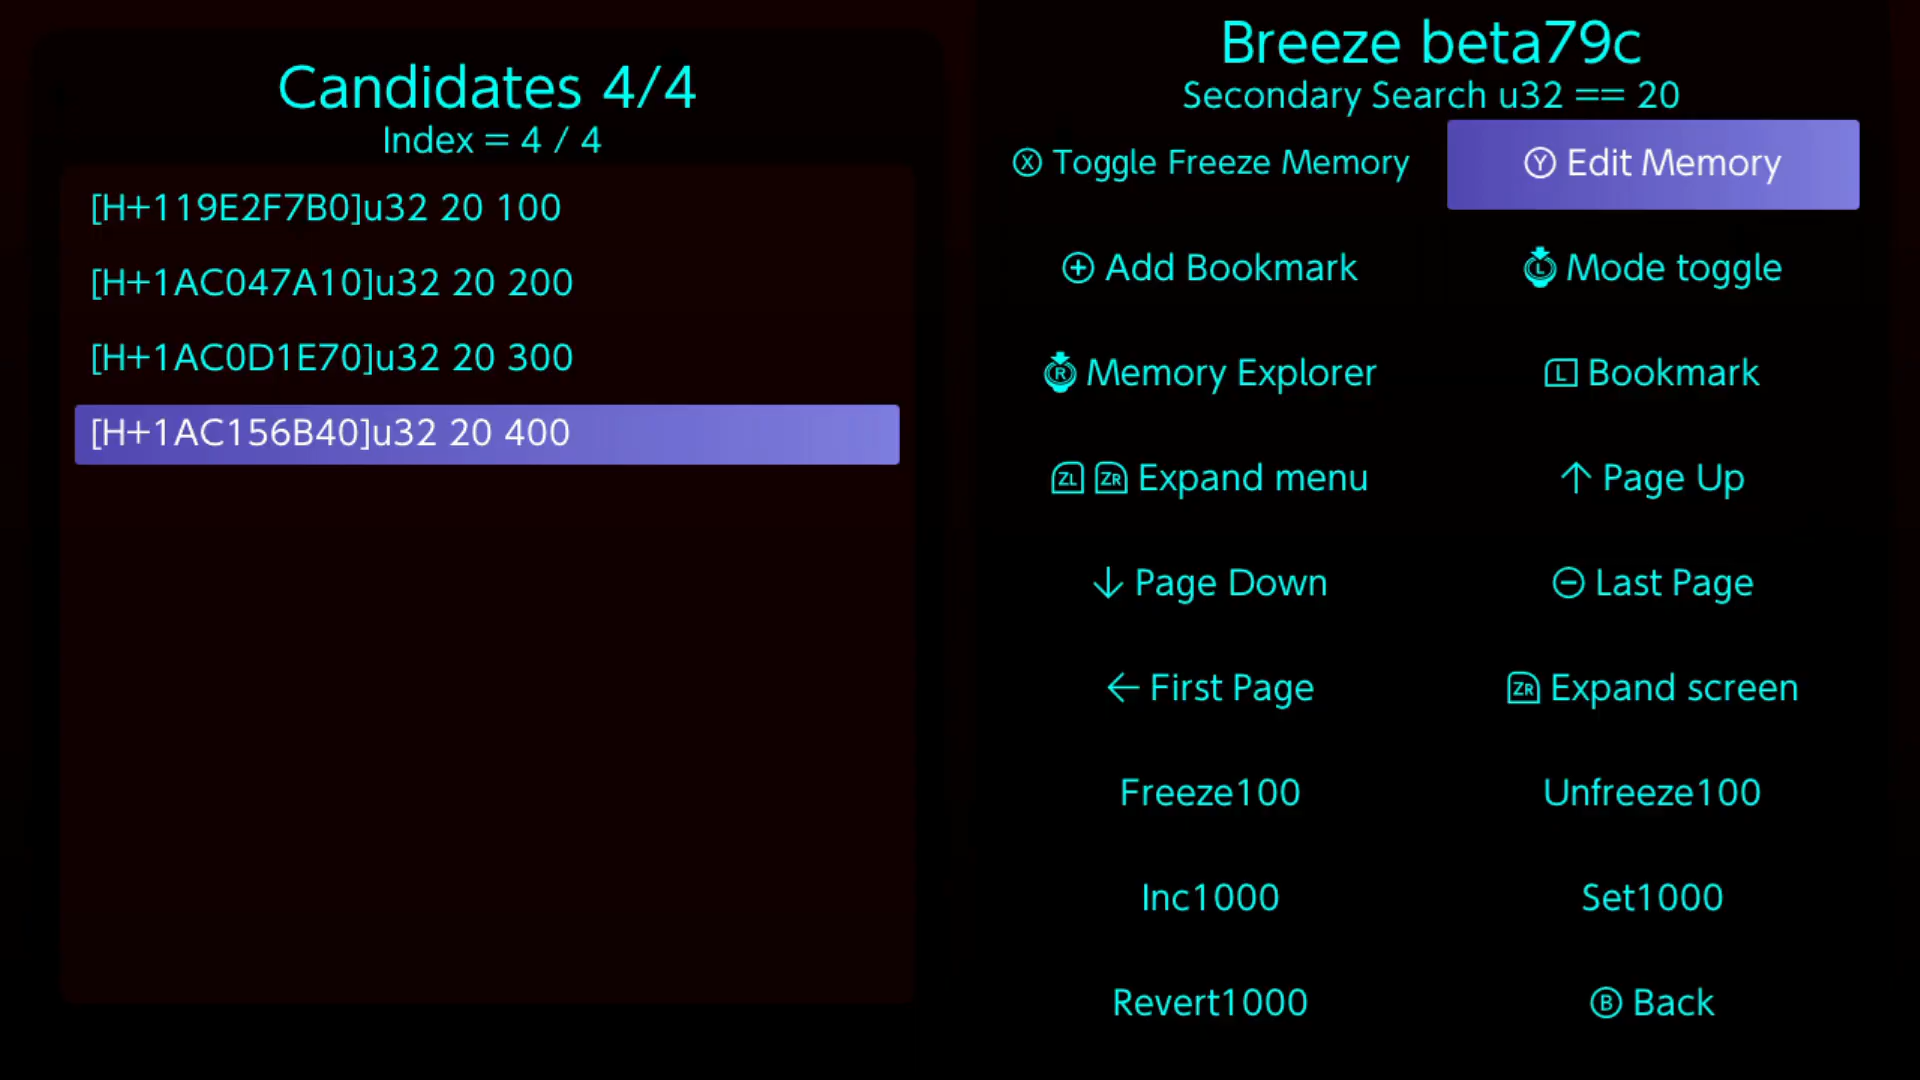 Candidates 4/4
Index = 4 / 4
[H+119E2F7B0]u32 20 100
[H+1AC047A10]u32 20 200
[H+1AC0D1E70]u32 20 300
[H+1AC156B40]u32 20 400
Breeze beta79c
Secondary Search u32 == 20
Ⓧ Toggle Freeze Memory
Ⓨ Edit Memory
⊕ Add Bookmark
L Mode toggle
R Memory Explorer
L Bookmark
ZL ZR Expand menu
↑ Page Up
↓ Page Down
⊖ Last Page
← First Page
ZR Expand screen
Freeze100
Unfreeze100
Inc1000
Set1000
Revert1000
Ⓑ Back